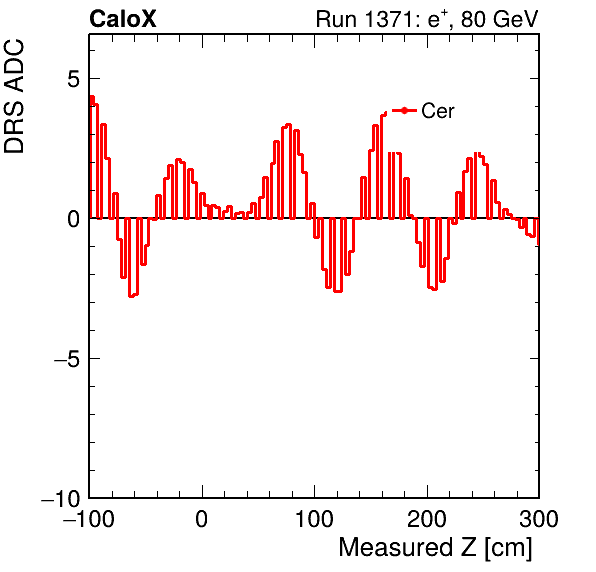 CaloX
Run 1371: e+, 80 GeV
DRS ADC
5
0
−5
−10
Cer
−100 0 100 200 300
Measured Z [cm]